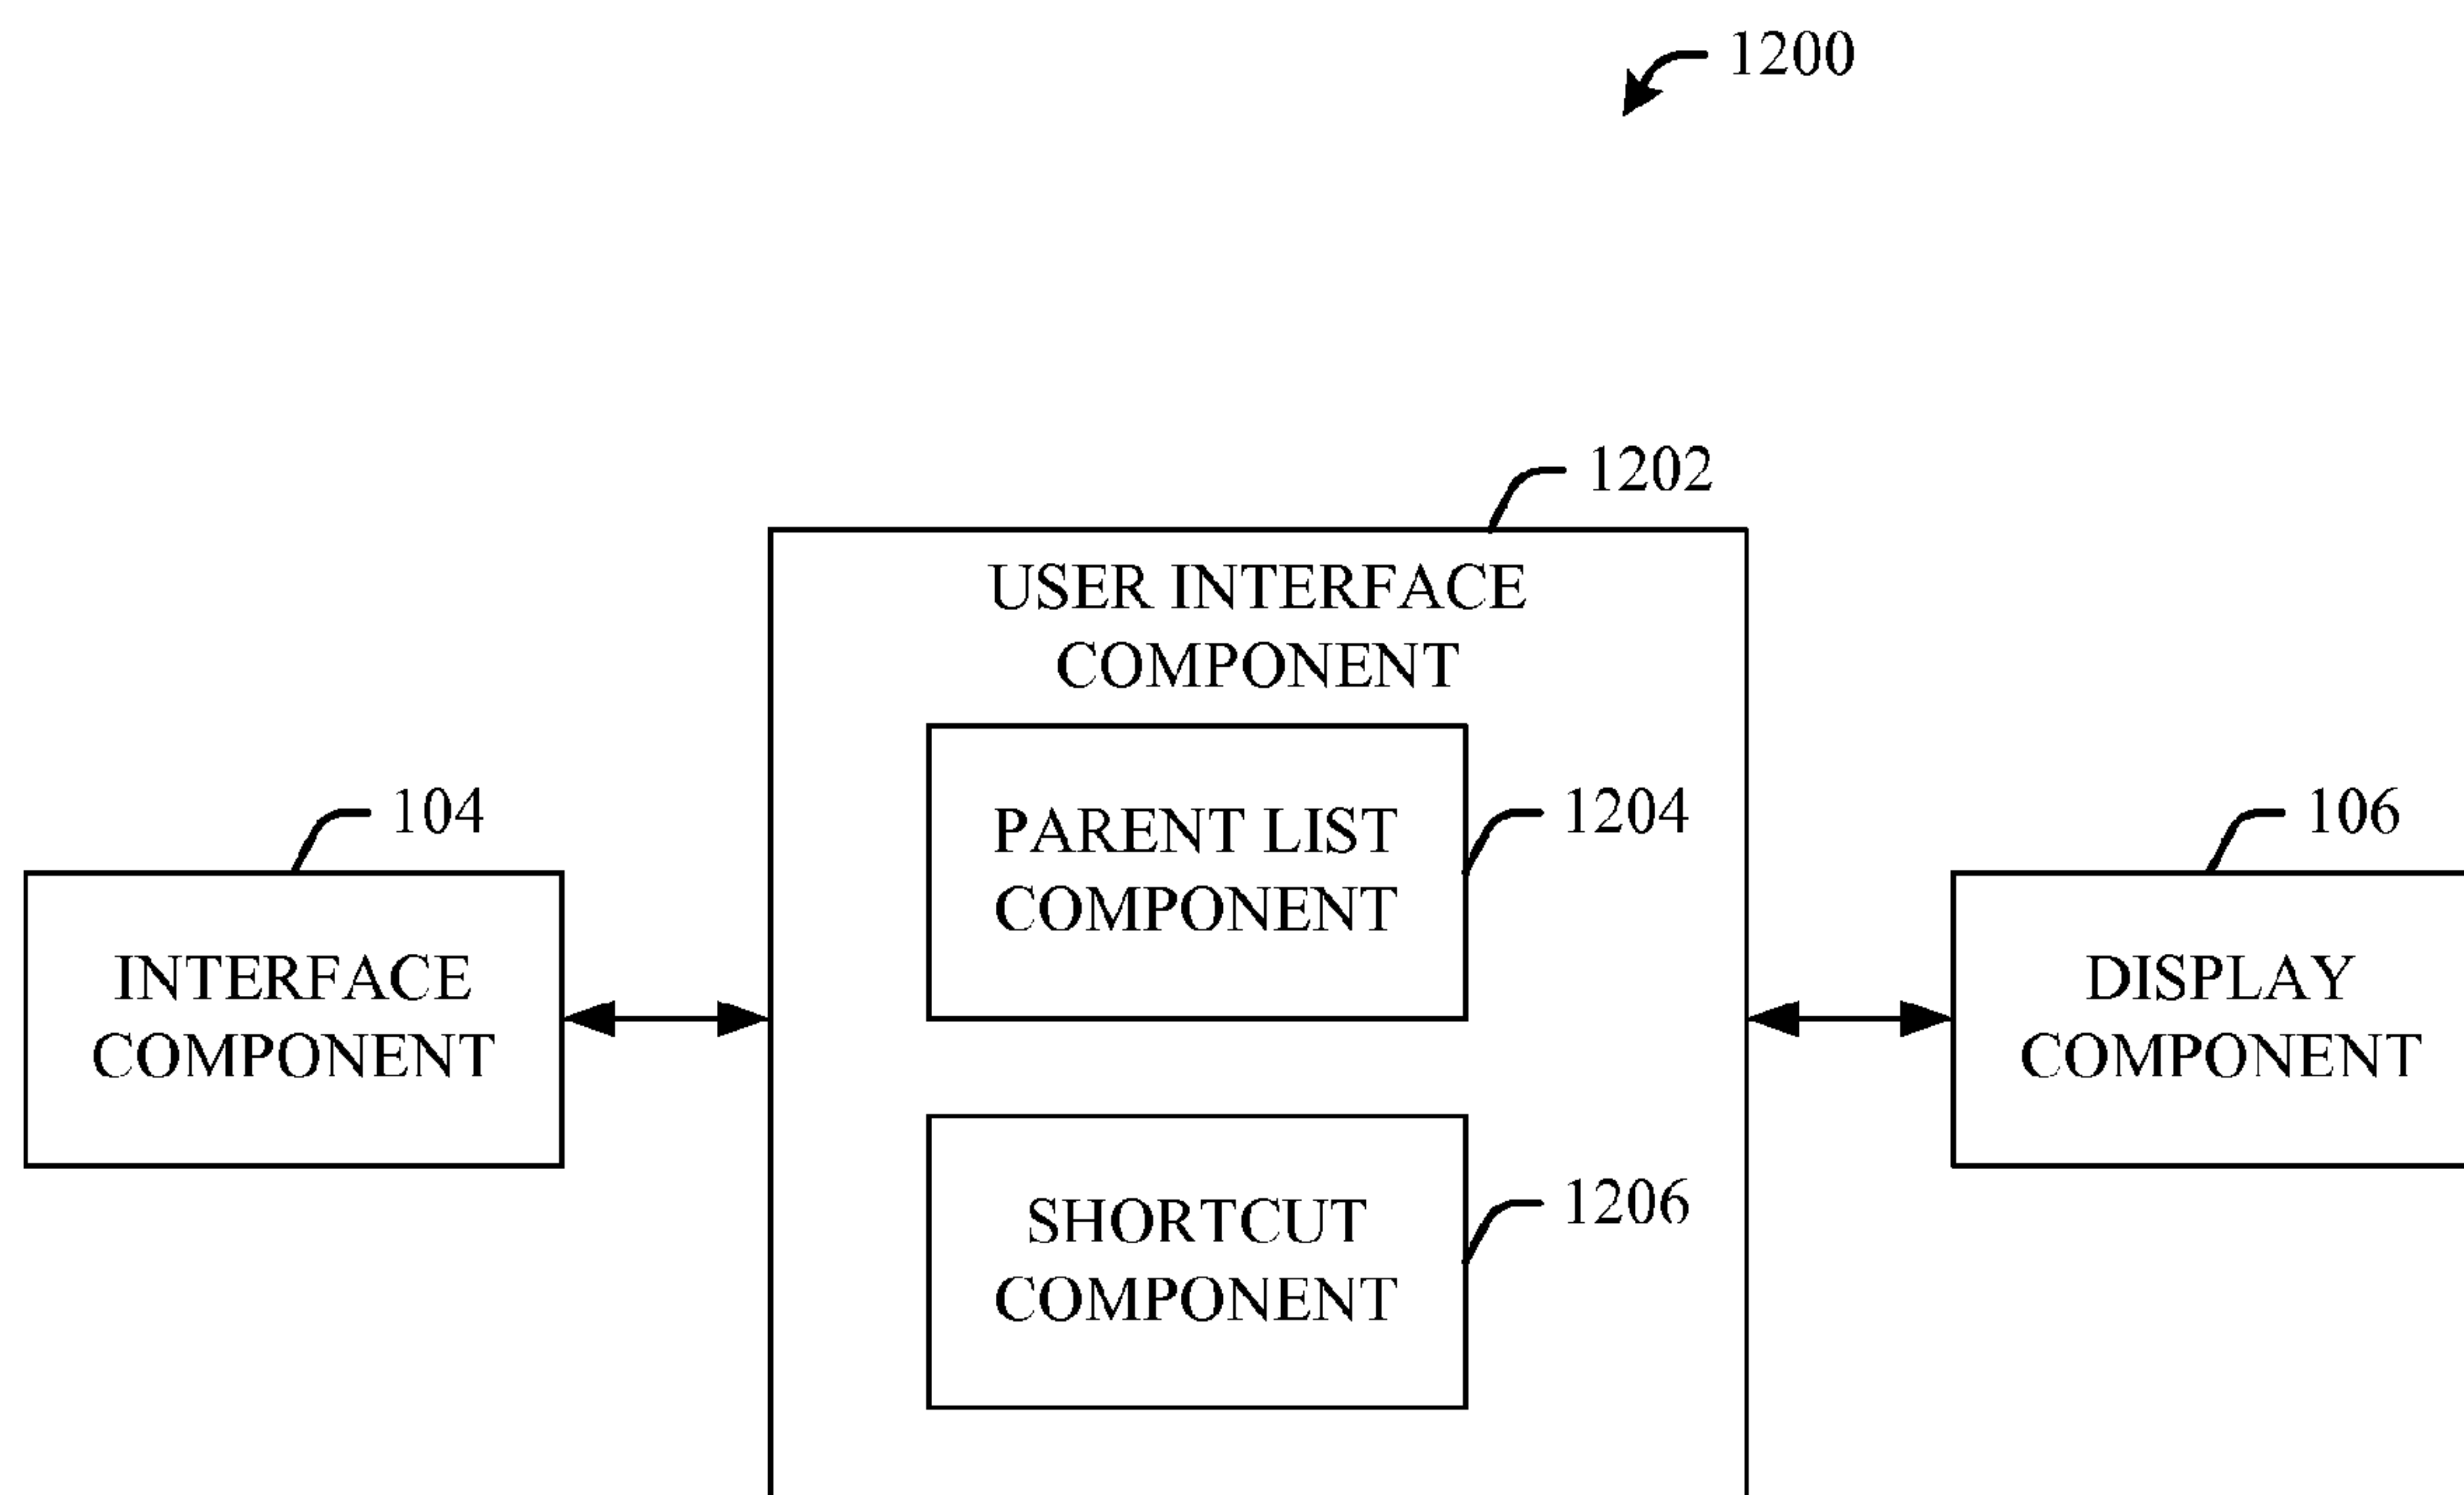 1200
1202
USER INTERFACE
COMPONENT
104
1204
106
PARENT LIST
COMPONENT
INTERFACE
COMPONENT
DISPLAY
COMPONENT
1206
SHORTCUT
COMPONENT